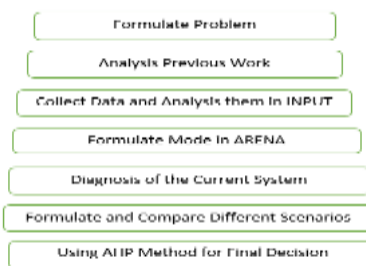 Formulate Problem
Analysis Previous Work
Collect Data and Analysis them in INPUT
Formulate Mode in ARENA
Diagnosis of the Current System
Formulate and Compare Different Scenarios
Using AHP Method for Final Decision